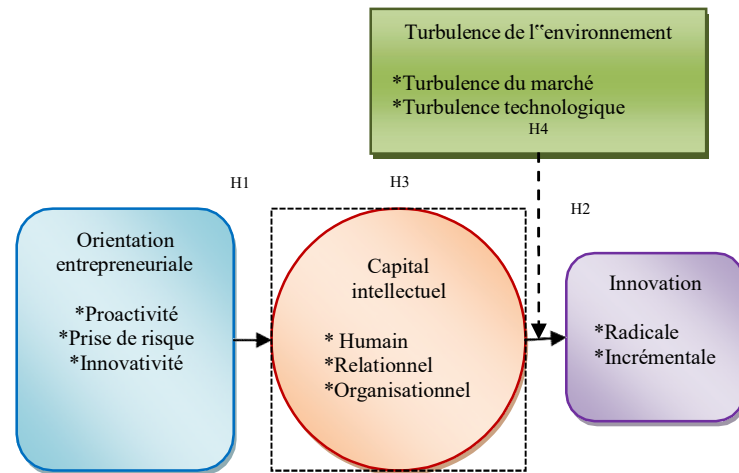 Turbulence de l‟environnement
*Turbulence du marché
*Turbulence technologique
H4
H1
H3
H2
Orientation
entrepreneuriale
*Proactivité
*Prise de risque
*Innovativité
Capital
intellectuel
* Humain
*Relationnel
*Organisationnel
Innovation
*Radicale
*Incrémentale